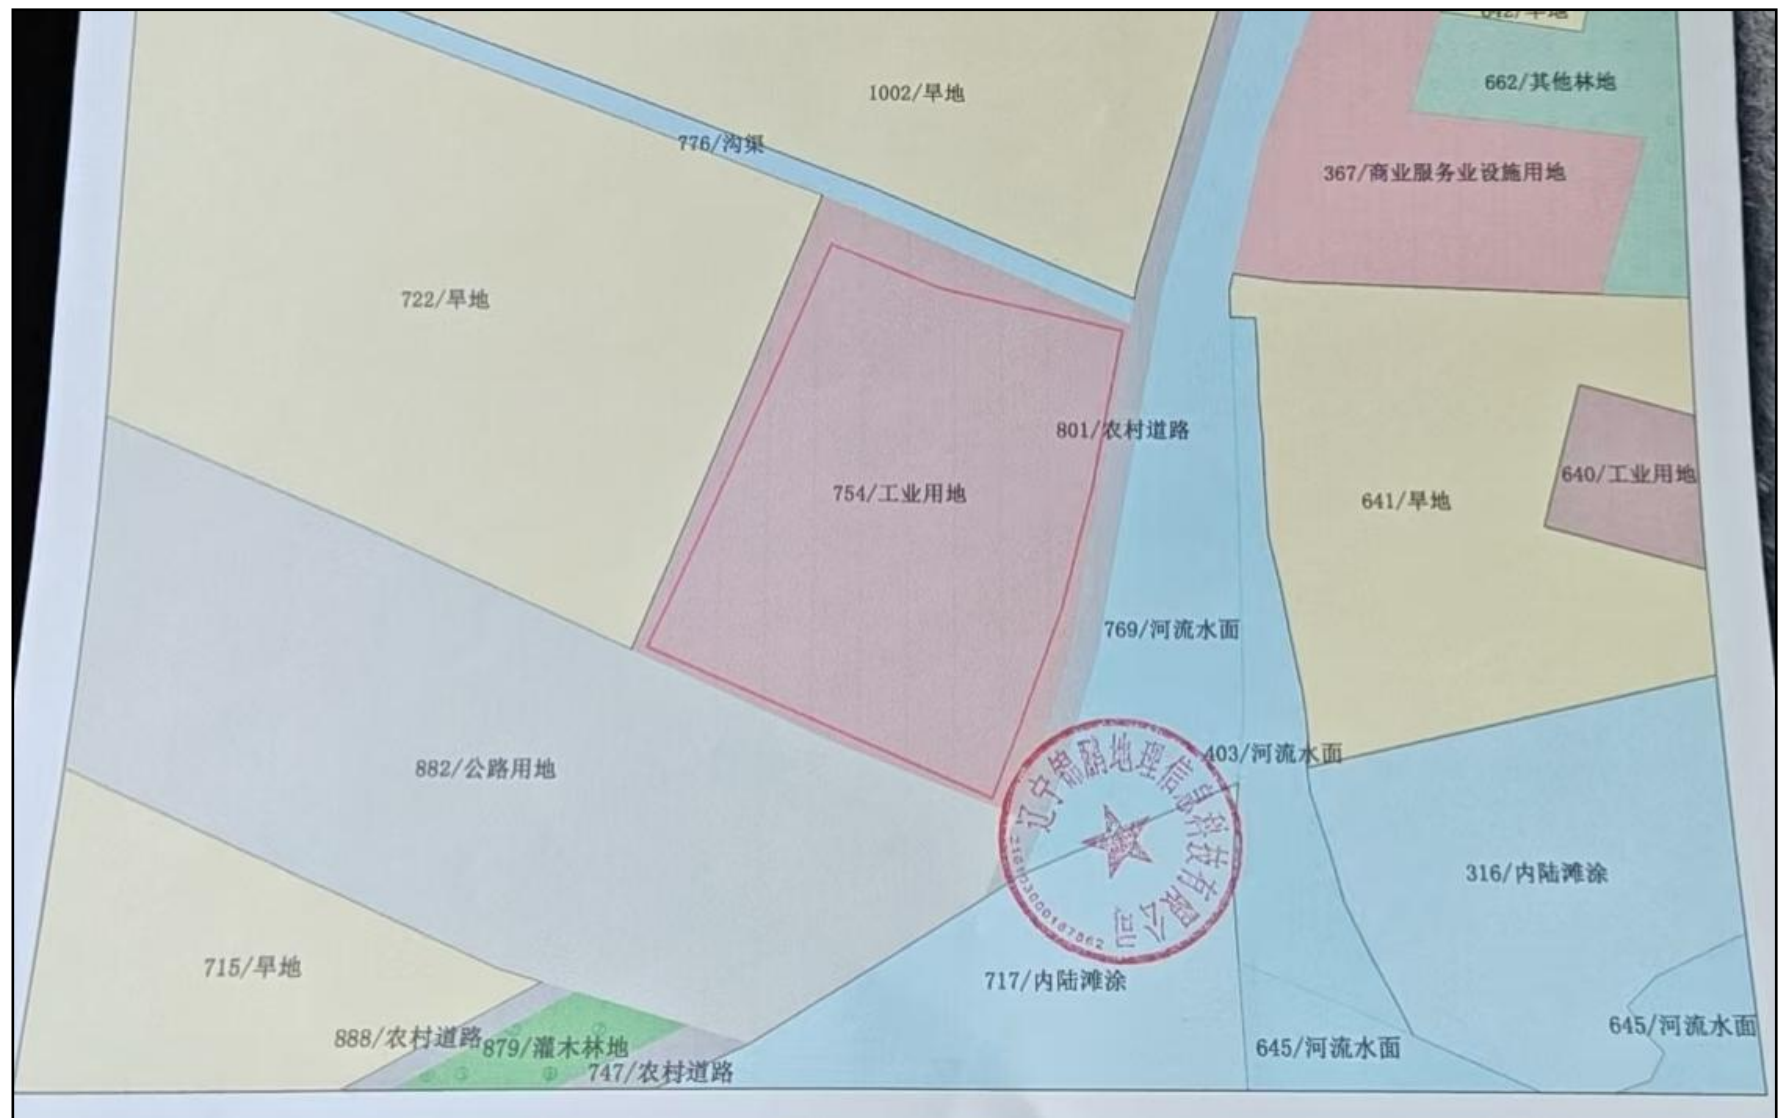 1002/旱地
662/其他林地
776/沟渠
367/商业服务业设施用地
722/旱地
801/农村道路
754/工业用地
640/工业用地
641/旱地
769/河流水面
403/河流水面
882/公路用地
辽宁锦鹏地理信息科技有限公司
316/内陆滩涂
715/旱地
717/内陆滩涂
888/农村道路
879/灌木林地
645/河流水面
645/河流水面
747/农村道路